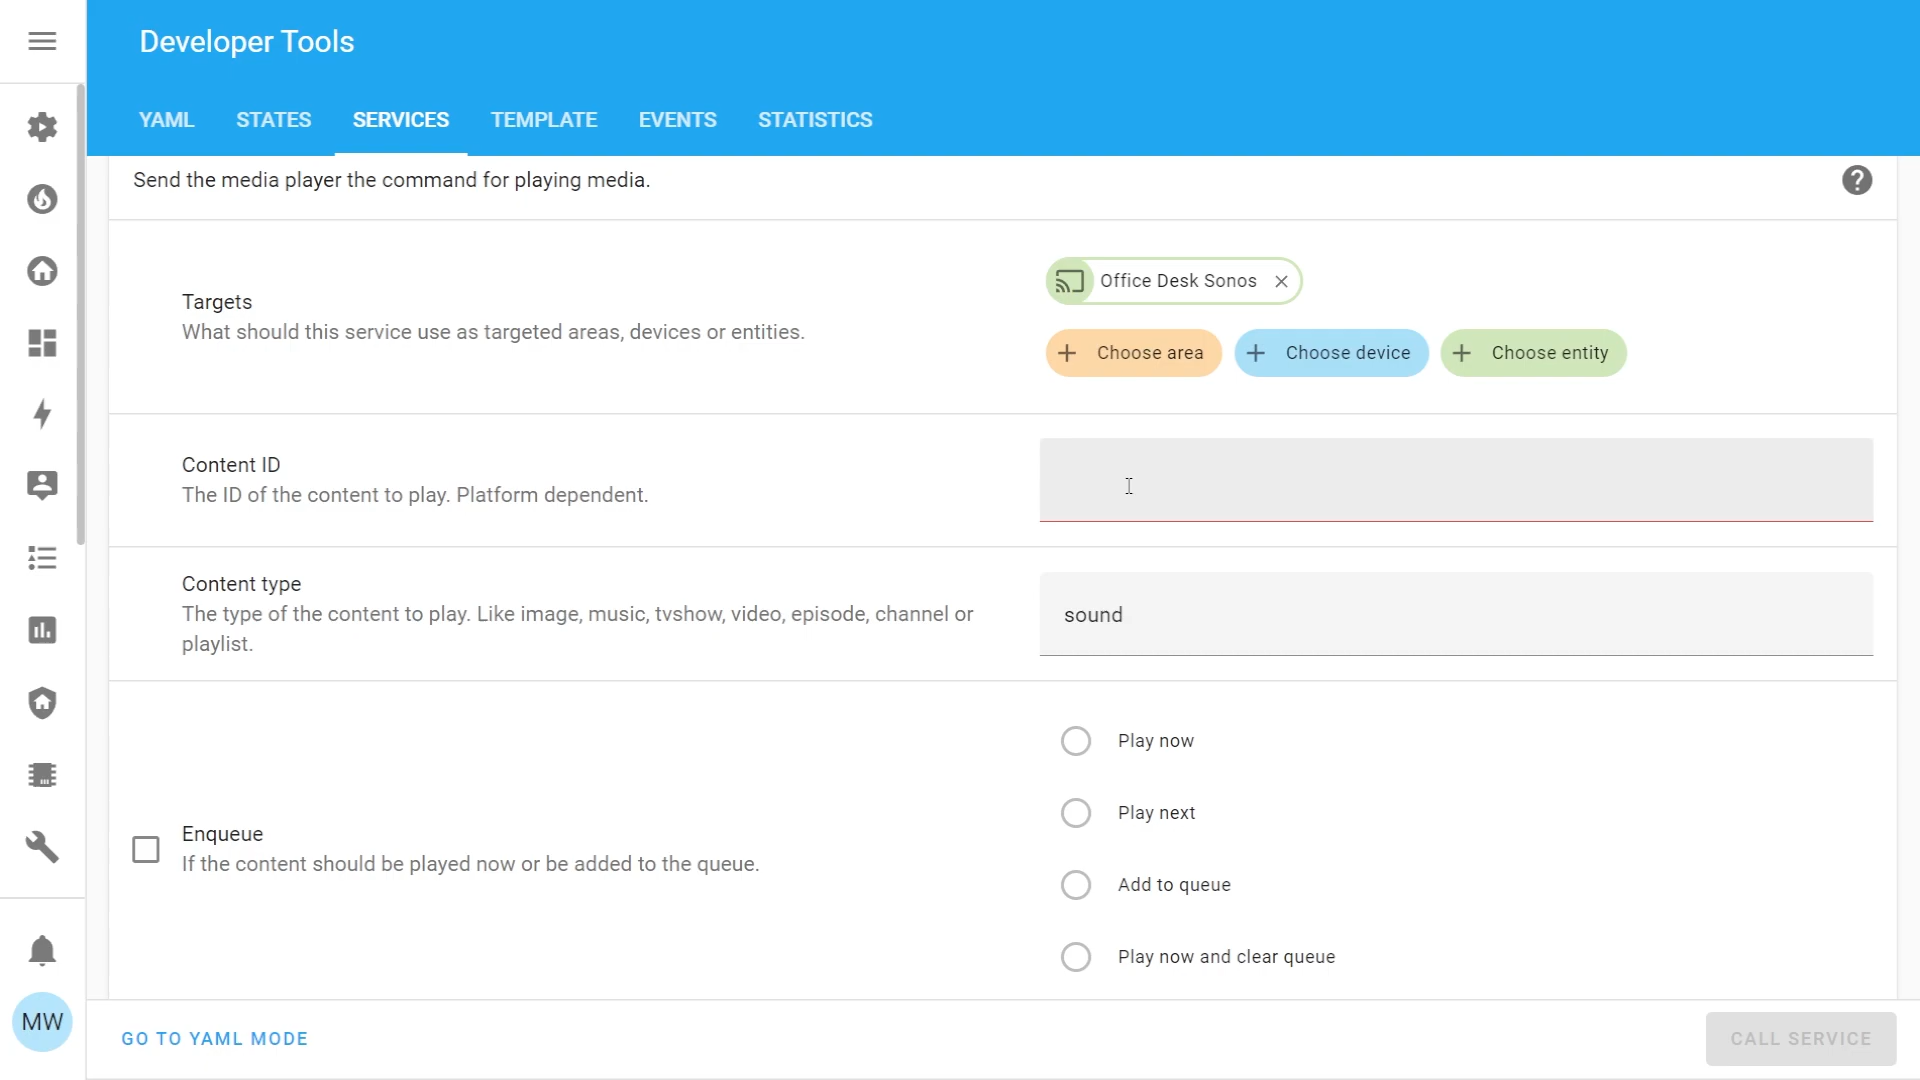 Developer Tools
YAML STATES SERVICES TEMPLATE EVENTS STATISTICS
Send the media player the command for playing media.
?
Office Desk Sonos
Targets
What should this service use as targeted areas, devices or entities.
+ Choose area + Choose device + Choose entity
Content ID
The ID of the content to play. Platform dependent.
Content type
The type of the content to play. Like image, music, tvshow, video, episode, channel or
playlist.
sound
Play now
Play next
Enqueue
If the content should be played now or be added to the queue.
Add to queue
Play now and clear queue
MW
GO TO YAML MODE
CALL SERVICE